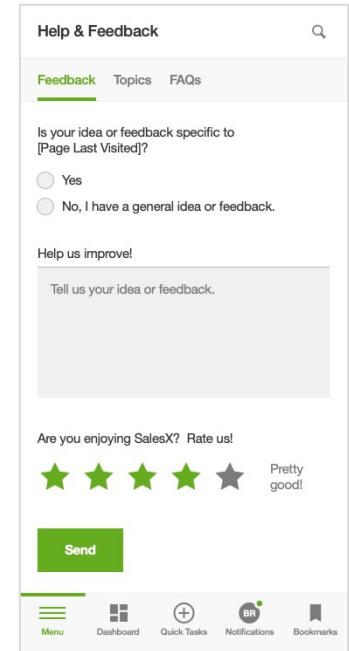 Help & Feedback
Feedback Topics FAQs
Is your idea or feedback specific to
[Page Last Visited]?
Yes
No, I have a general idea or feedback.
Help us improve!
Tell us your idea or feedback.
Are you enjoying SalesX? Rate us!
Pretty
good!
Send
BR
Menu Dashboard Quick Tasks Notifications Bookmarks